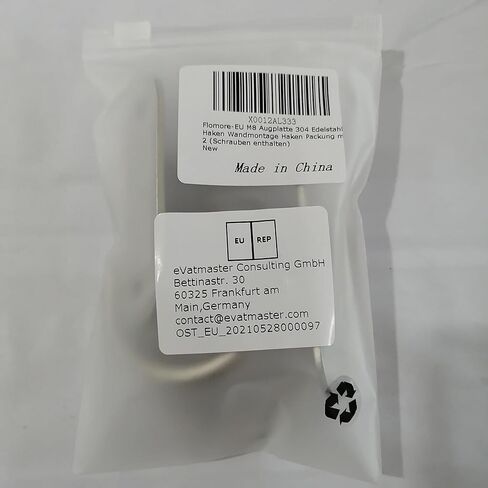 X0012AL333
Flomore-EU M8 Augplatte 304 Edelstahl
Haken Wandmontage Haken Packung m
2 (Schrauben enthalten)
New
Made in China
EU REP
eVatmaster Consulting GmbH
Bettinastr. 30
60325 Frankfurt am
Main,Germany
contact@evatmaster.com
OST_EU_20210528000097